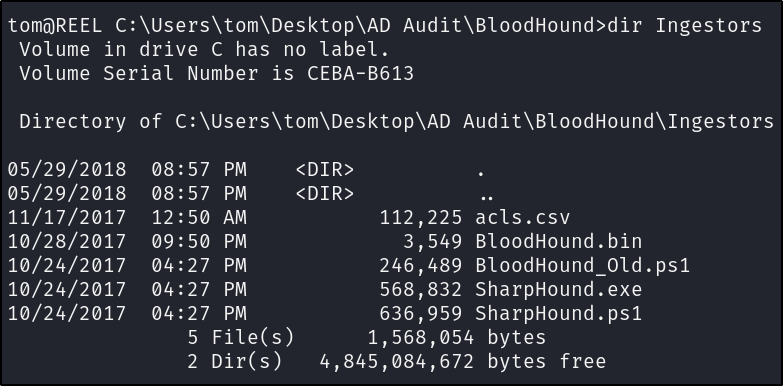 tom@REEL C:\Users\tom\Desktop\AD Audit\BloodHound>dir Ingestors
 Volume in drive C has no label.
 Volume Serial Number is CEBA-B613

 Directory of C:\Users\tom\Desktop\AD Audit\BloodHound\Ingestors

05/29/2018  08:57 PM    <DIR>          .
05/29/2018  08:57 PM    <DIR>          ..
11/17/2017  12:50 AM           112,225 acls.csv
10/28/2017  09:50 PM             3,549 BloodHound.bin
10/24/2017  04:27 PM           246,489 BloodHound_Old.ps1
10/24/2017  04:27 PM           568,832 SharpHound.exe
10/24/2017  04:27 PM           636,959 SharpHound.ps1
               5 File(s)      1,568,054 bytes
               2 Dir(s)   4,845,084,672 bytes free